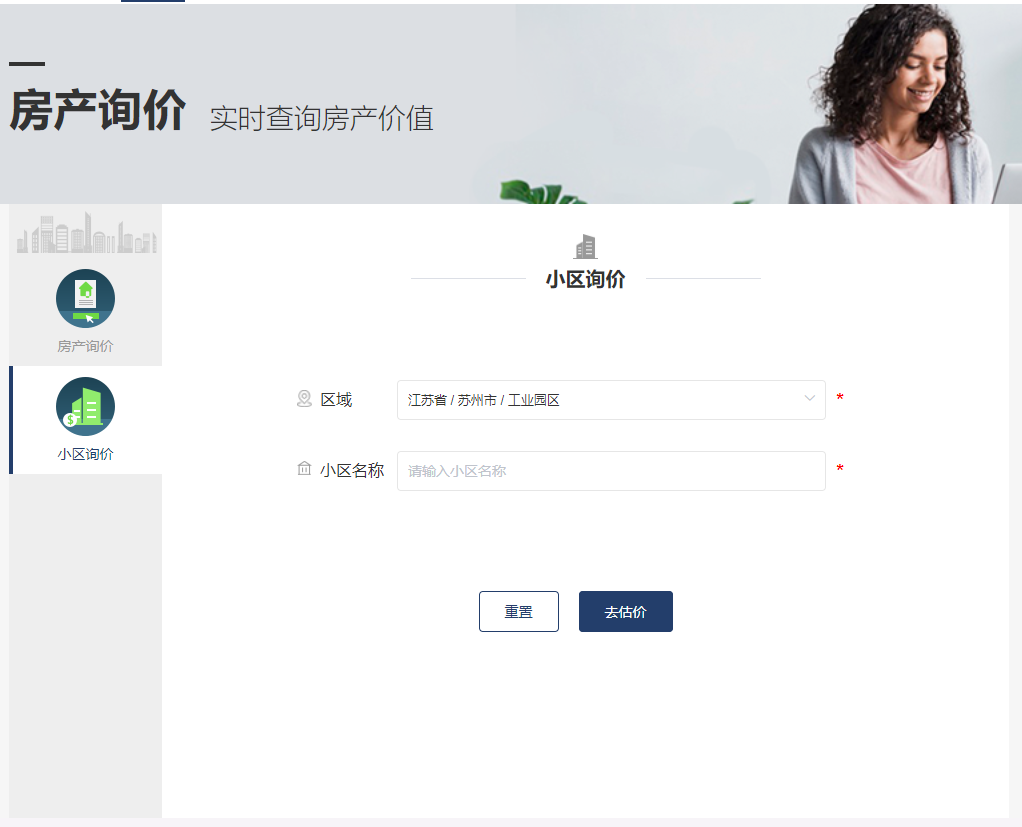 房产询价 实时查询房产价值
房产询价
小区询价
小区询价
区域 江苏省 / 苏州市 / 工业园区 *
小区名称 请输入小区名称 *
重置 去估价